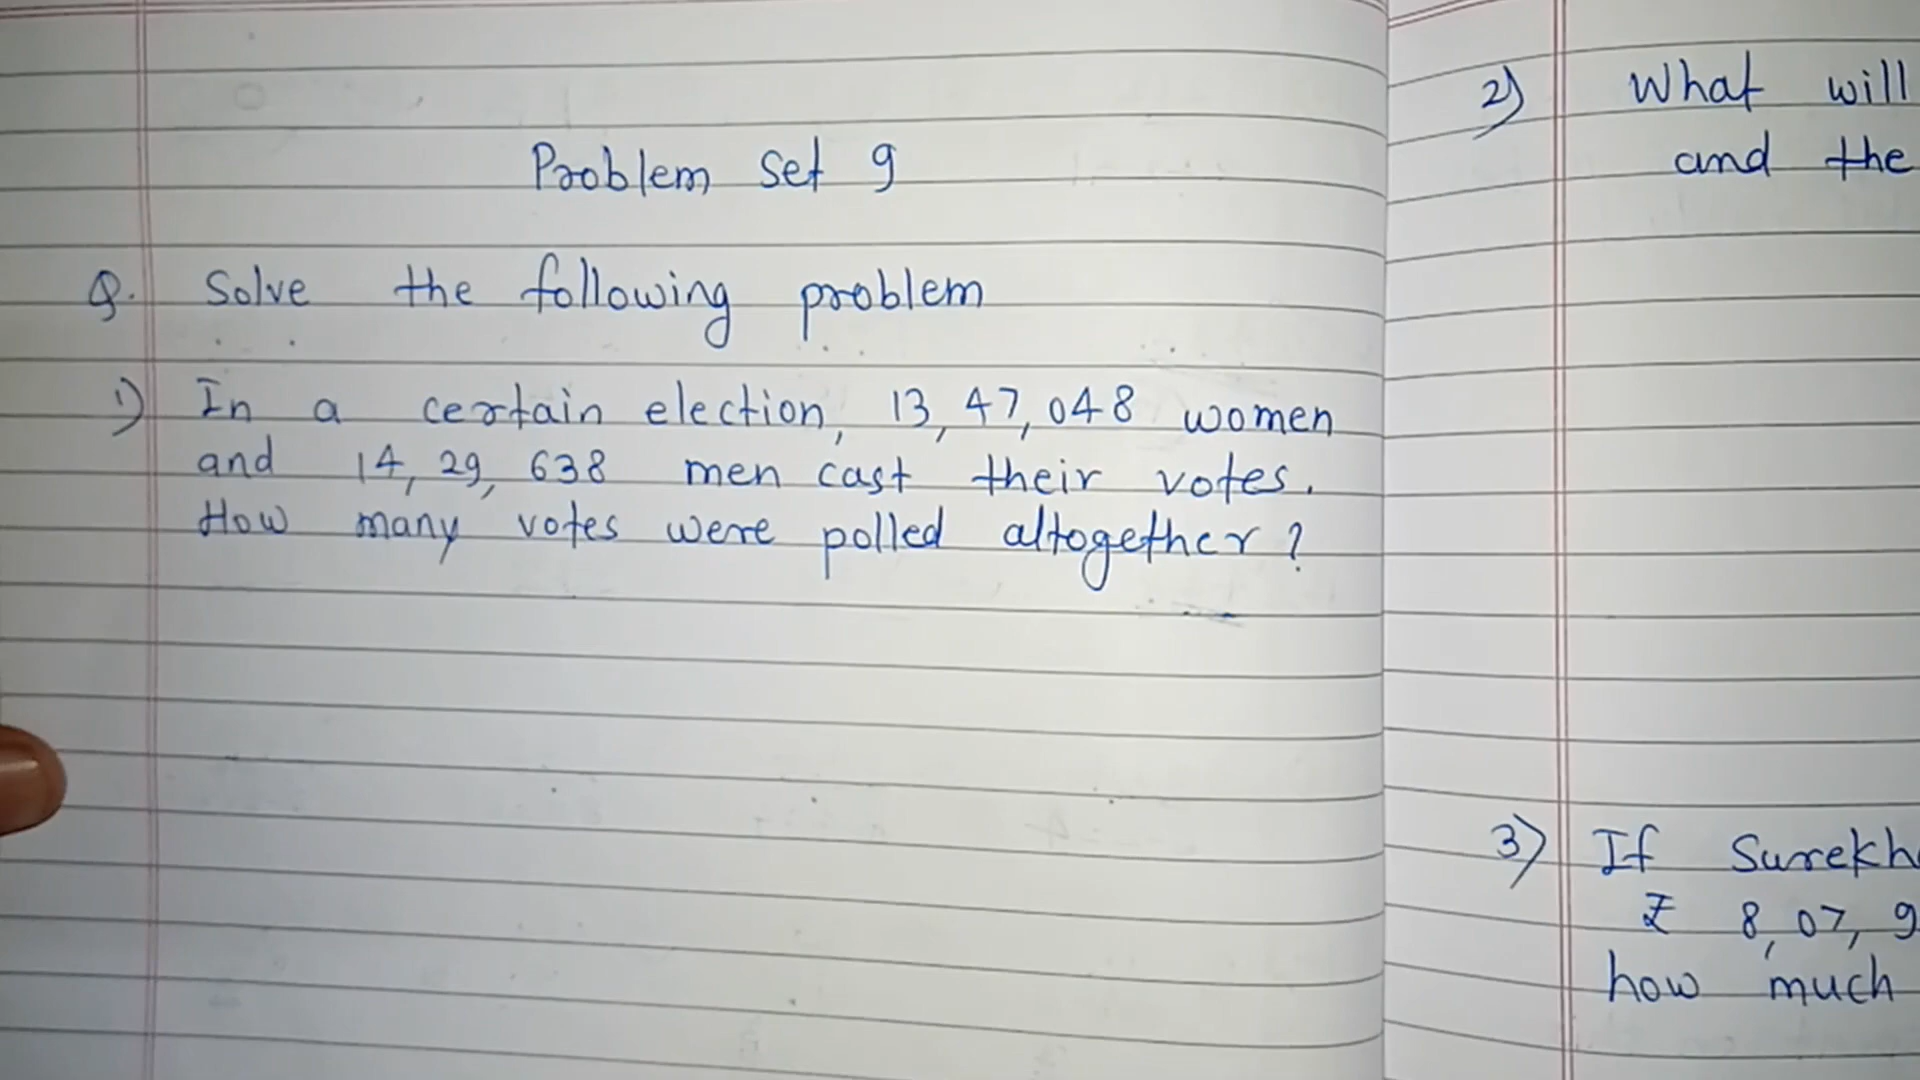 Problem set 9
Q. Solve the following problem
1) In a certain election, 13,47,048 women
and 14,29,638 men cast their votes.
How many votes were polled altogether?
2) What will
and the
3) If
₹ 8,07,9
how much